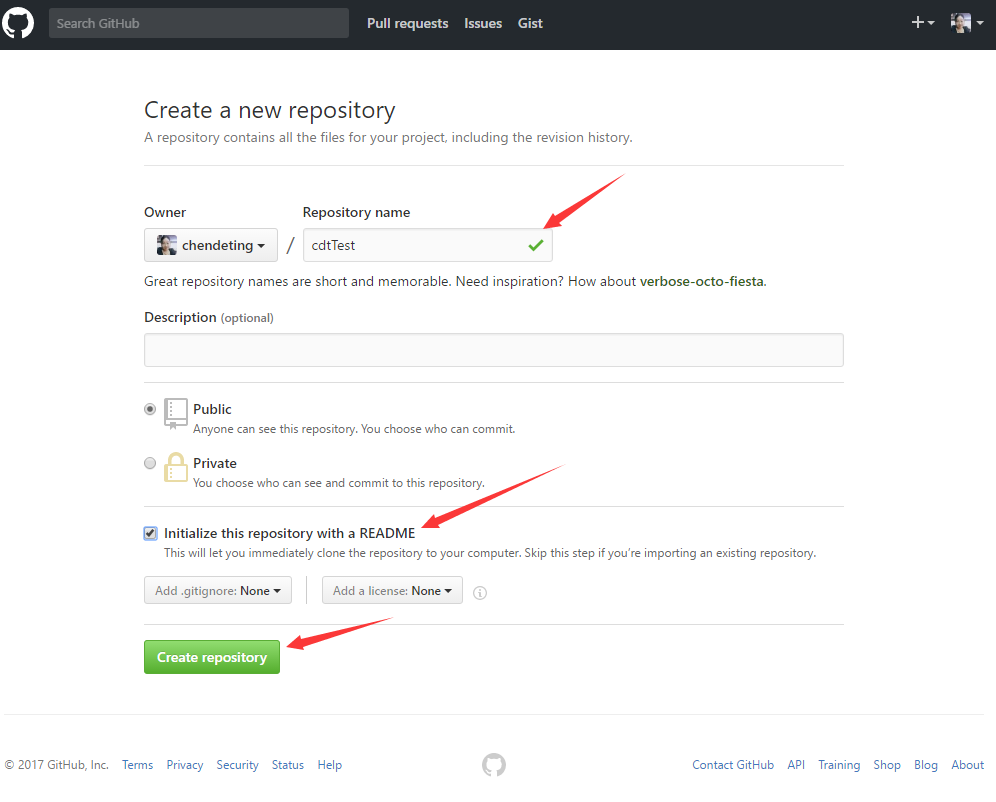 Search GitHub Pull requests Issues Gist
Create a new repository
A repository contains all the files for your project, including the revision history.
Owner Repository name
chendeting / cdtTest
Great repository names are short and memorable. Need inspiration? How about verbose-octo-fiesta.
Description (optional)
Public
Anyone can see this repository. You choose who can commit.
Private
You choose who can see and commit to this repository.
Initialize this repository with a README
This will let you immediately clone the repository to your computer. Skip this step if you’re importing an existing repository.
Add .gitignore: None Add a license: None
Create repository
© 2017 GitHub, Inc. Terms Privacy Security Status Help Contact GitHub API Training Shop Blog About